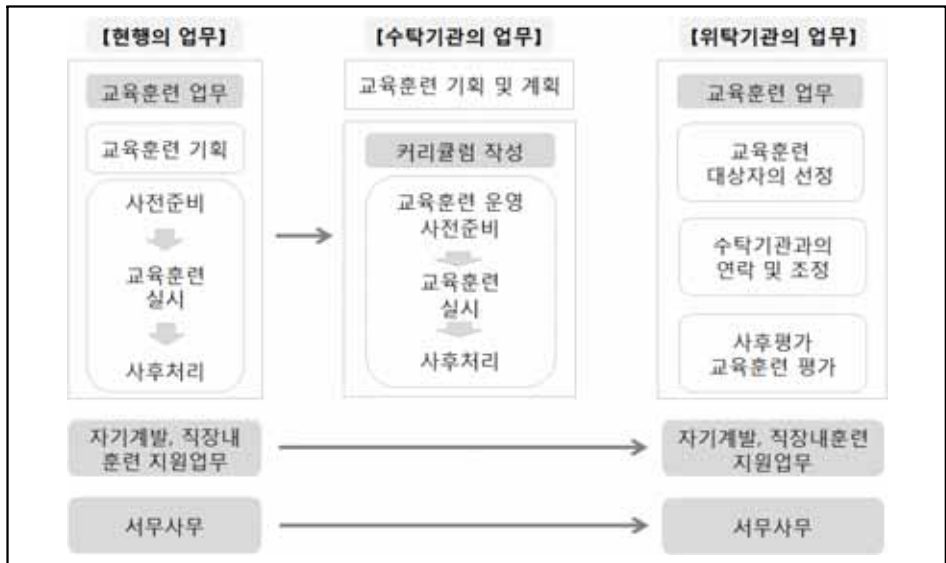 [현행의 업무]
교육훈련 업무
교육훈련 기획
사전준비
교육훈련
실시
사후처리
자기계발, 직장내
훈련 지원업무
서무사무
[수탁기관의 업무]
교육훈련 기획 및 계획
커리큘럼 작성
교육훈련 운영
사전준비
교육훈련
실시
사후처리
[위탁기관의 업무]
교육훈련 업무
교육훈련
대상자의 선정
수탁기관과의
연락 및 조정
사후평가
교육훈련 평가
자기계발, 직장내훈련
지원업무
서무사무